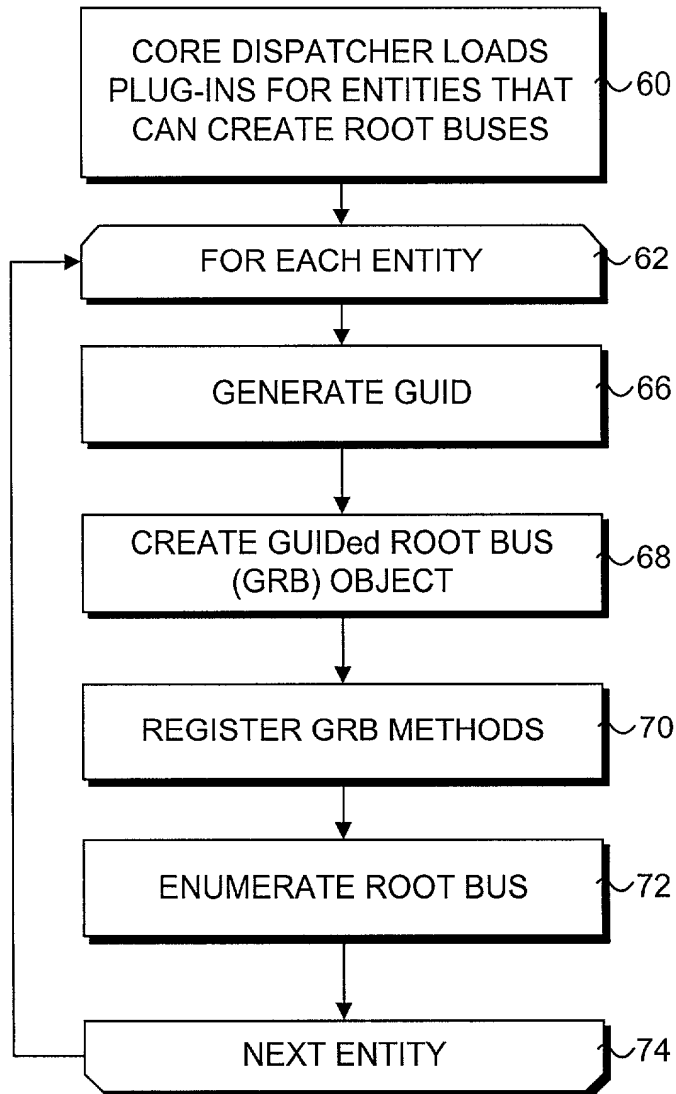 CORE DISPATCHER LOADS
PLUG-INS FOR ENTITIES THAT
CAN CREATE ROOT BUSES
60
FOR EACH ENTITY
62
GENERATE GUID
66
CREATE GUIDed ROOT BUS
(GRB) OBJECT
68
REGISTER GRB METHODS
70
ENUMERATE ROOT BUS
72
NEXT ENTITY
74